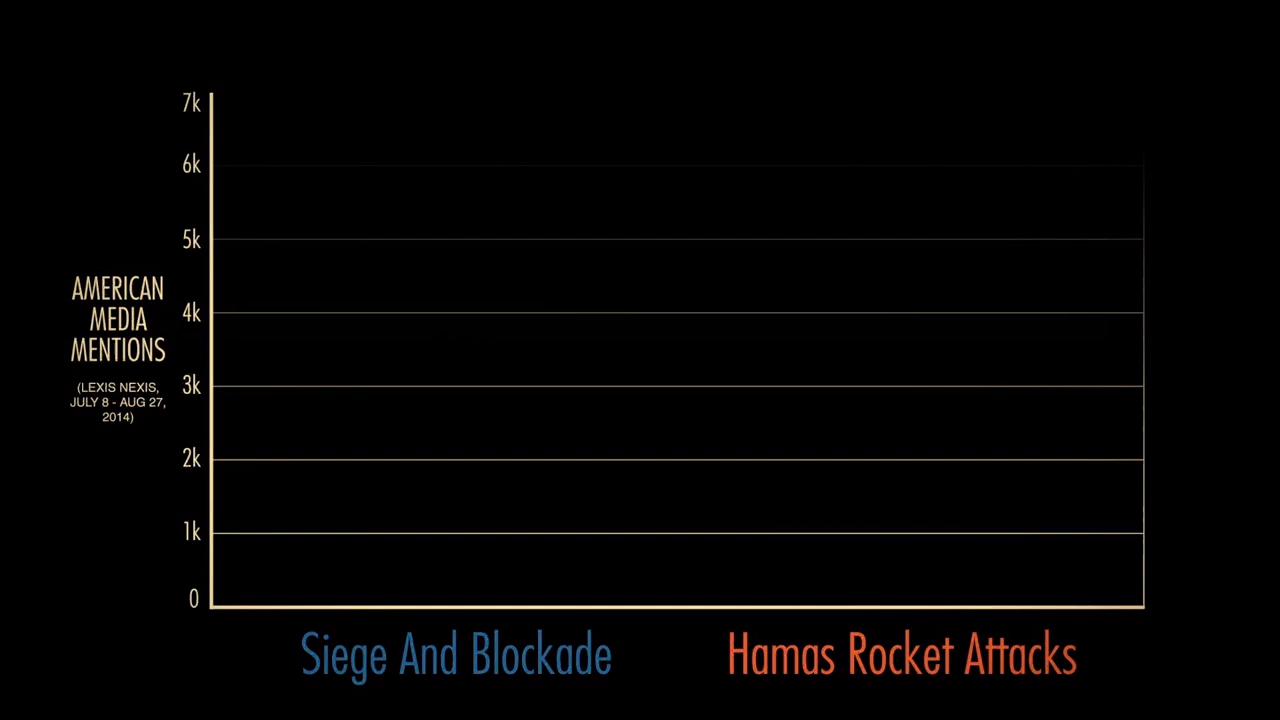 7k
6k
5k
4k
3k
2k
1k
0
AMERICAN
MEDIA
MENTIONS
(LEXIS NEXIS,
JULY 8 - AUG 27,
2014)
Siege And Blockade
Hamas Rocket Attacks